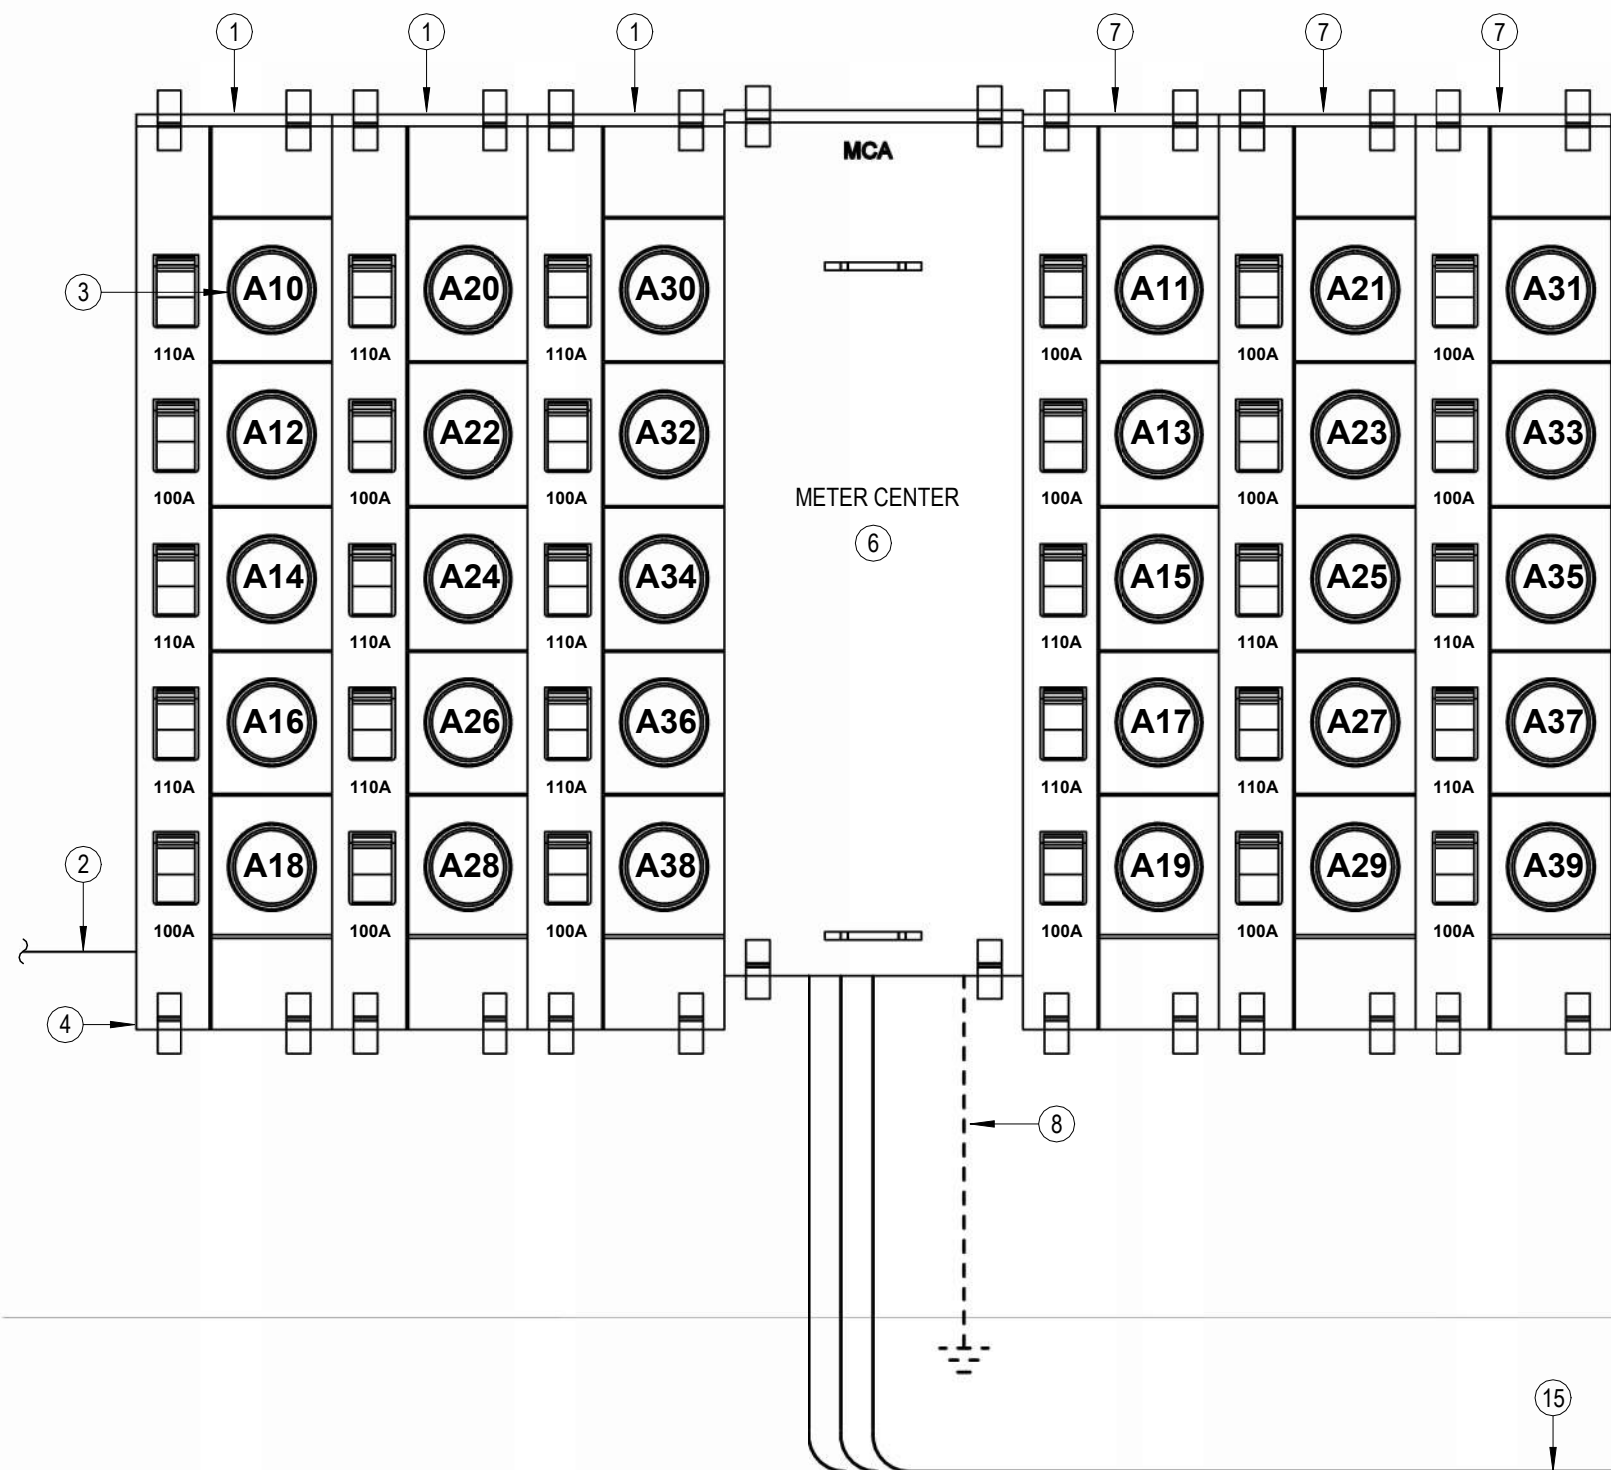 1 1 1 7 7 7
MCA
3 A10 A20 A30 A11 A21 A31
110A 110A 110A 100A 100A 100A
A12 A22 A32 A13 A23 A33
100A 100A 100A 100A 100A 100A
METER CENTER
6
A14 A24 A34 A15 A25 A35
110A 110A 110A 110A 110A 110A
A16 A26 A36 A17 A27 A37
110A 110A 110A 110A 110A 110A
2 A18 A28 A38 A19 A29 A39
100A 100A 100A 100A 100A 100A
4
8
15